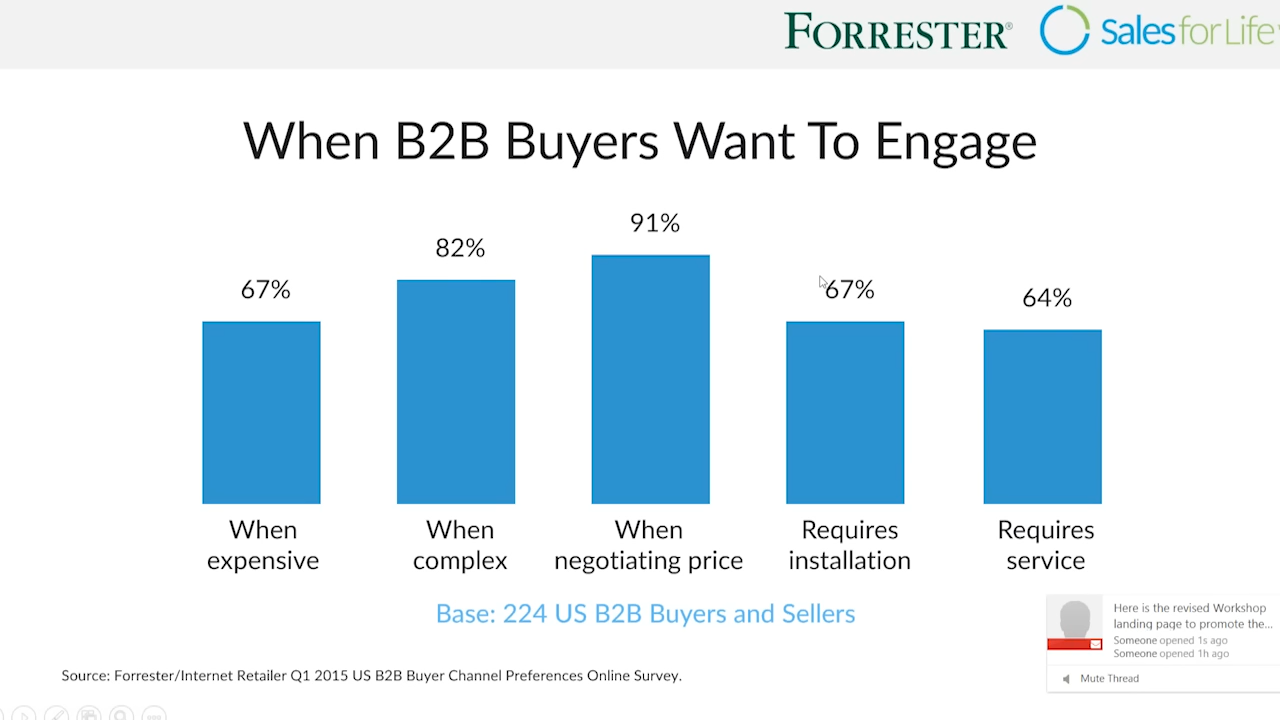 FORRESTER®
Sales for Life
When B2B Buyers Want To Engage
67%
82%
91%
67%
64%
When expensive
When complex
When negotiating price
Requires installation
Requires service
Base: 224 US B2B Buyers and Sellers
Source: Forrester/Internet Retailer Q1 2015 US B2B Buyer Channel Preferences Online Survey.
Here is the revised Workshop
landing page to promote the...
Someone opened 1s ago
Someone opened 1h ago
Mute Thread